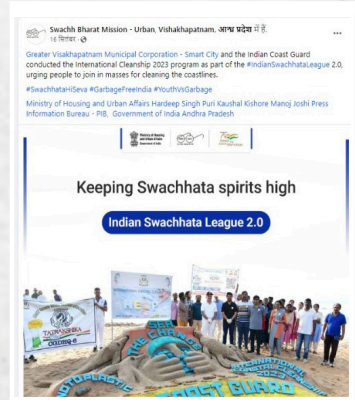 Swachh Bharat Mission - Urban, Vishakhapatnam, आन्ध्र प्रदेश में हैं.
16 सितंबर
Greater Visakhapatnam Municipal Corporation - Smart City and the Indian Coast Guard
conducted the International Cleanship 2023 program as part of the #IndianSwachhataLeague 2.0,
urging people to join in masses for cleaning the coastlines.
#SwachhataHiSeva #GarbageFreeIndia #YouthVsGarbage
Ministry of Housing and Urban Affairs Hardeep Singh Puri Kaushal Kishore Manoj Joshi Press
Information Bureau - PIB, Government of India Andhra Pradesh
Keeping Swachhata spirits high
Indian Swachhata League 2.0
COAST GUARD
INTERNATIONAL
2023
NO TO PLASTIC